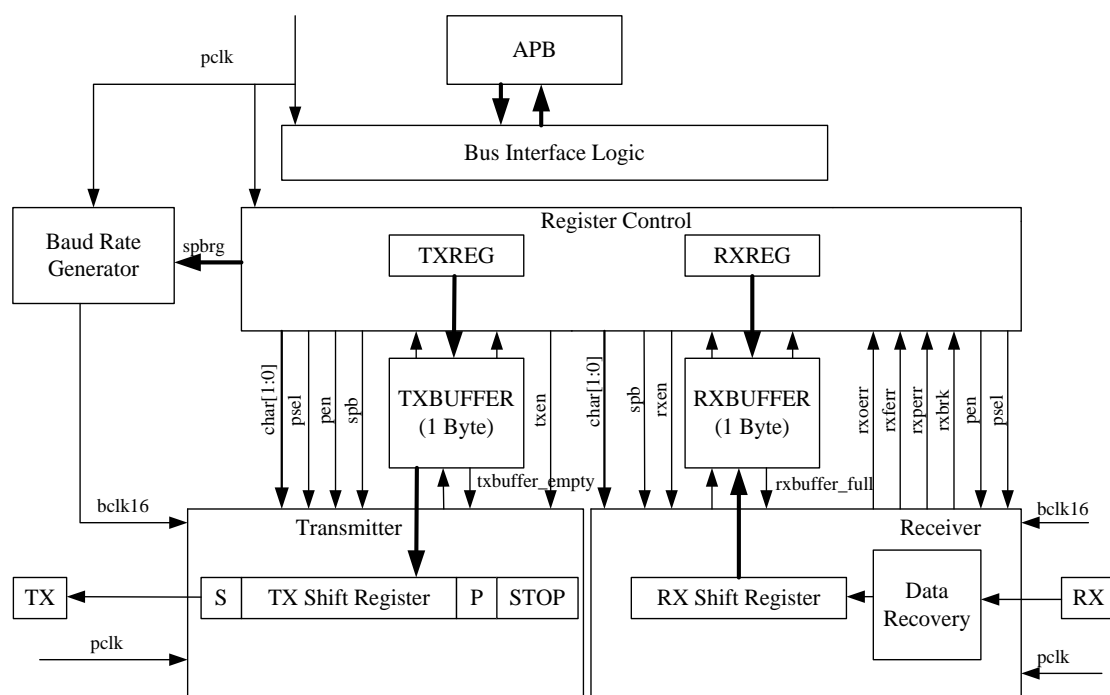 pclk
APB
Bus Interface Logic
Baud Rate
Generator
spbrg
Register Control
TXREG
RXREG
char[1:0]
psel
pen
spb
TXBUFFER
(1 Byte)
txen
char[1:0]
spb
rxen
RXBUFFER
(1 Byte)
rxoerr
rxferr
rxperr
rxbrk
pen
psel
txbuffer_empty
rxbuffer_full
bclk16
Transmitter
Receiver
bclk16
TX
S
TX Shift Register
P
STOP
RX Shift Register
Data
Recovery
RX
pclk
pclk